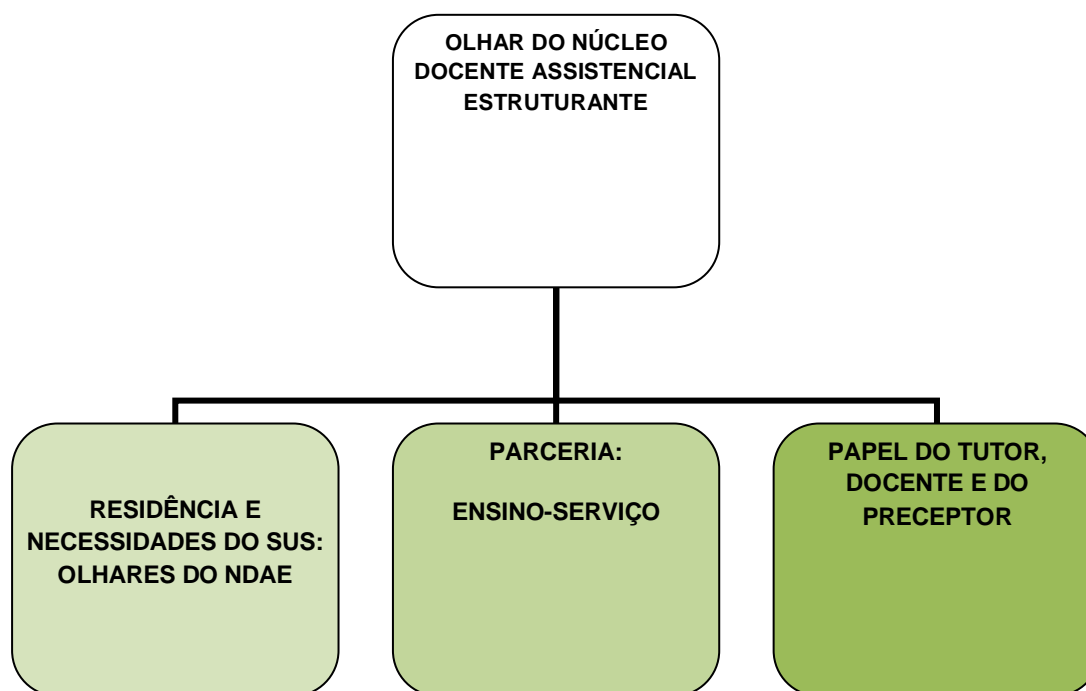 OLHAR DO NÚCLEO
DOCENTE ASSISTENCIAL
ESTRUTURANTE
RESIDÊNCIA E
NECESSIDADES DO SUS:
OLHARES DO NDAE
PARCERIA:
ENSINO-SERVIÇO
PAPEL DO TUTOR,
DOCENTE E DO
PRECEPTOR